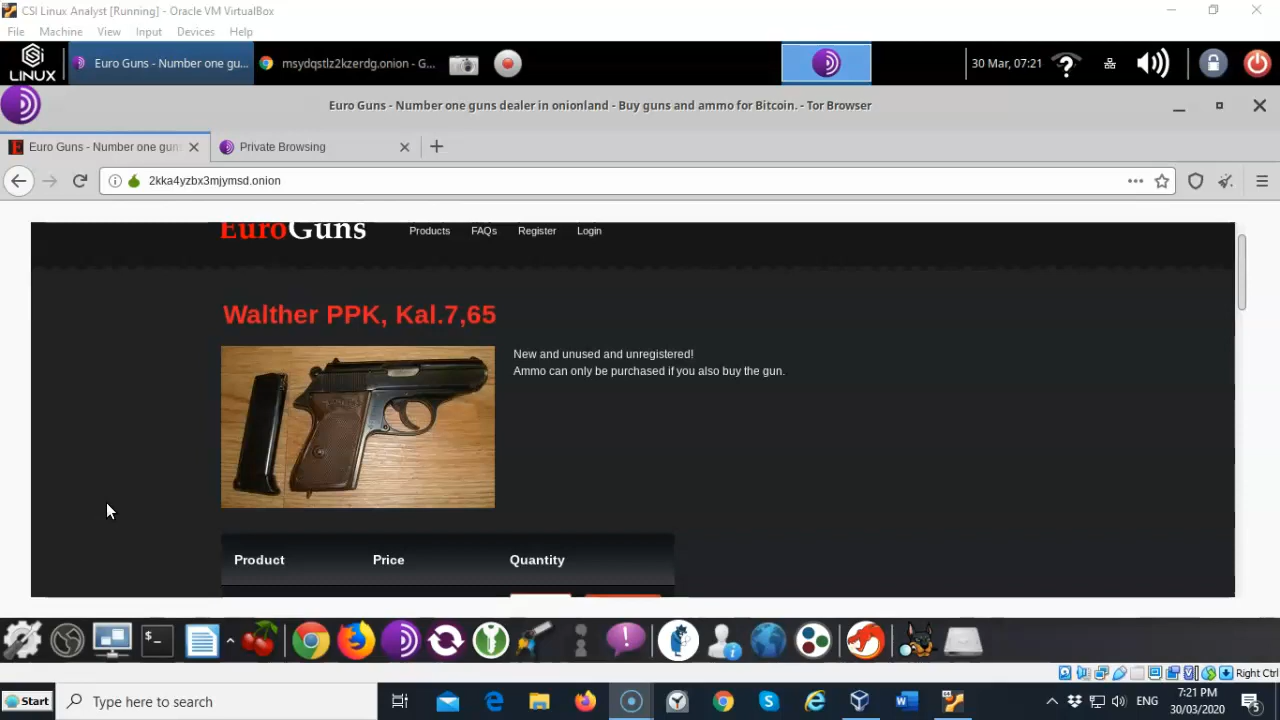 CSI Linux Analyst [Running] - Oracle VM VirtualBox
File Machine View Input Devices Help
LINUX
Euro Guns - Number one gu...
msydqstlz2kzerdg.onion - G...
30 Mar, 07:21
Euro Guns - Number one guns dealer in onionland - Buy guns and ammo for Bitcoin. - Tor Browser
Euro Guns - Number one gun
Private Browsing
2kka4yzbx3mjymsd.onion
EuroGuns
Products FAQs Register Login
Walther PPK, Kal.7,65
New and unused and unregistered!
Ammo can only be purchased if you also buy the gun.
Product Price Quantity
Right Ctrl
Start
Type here to search
ENG
7:21 PM
30/03/2020
5